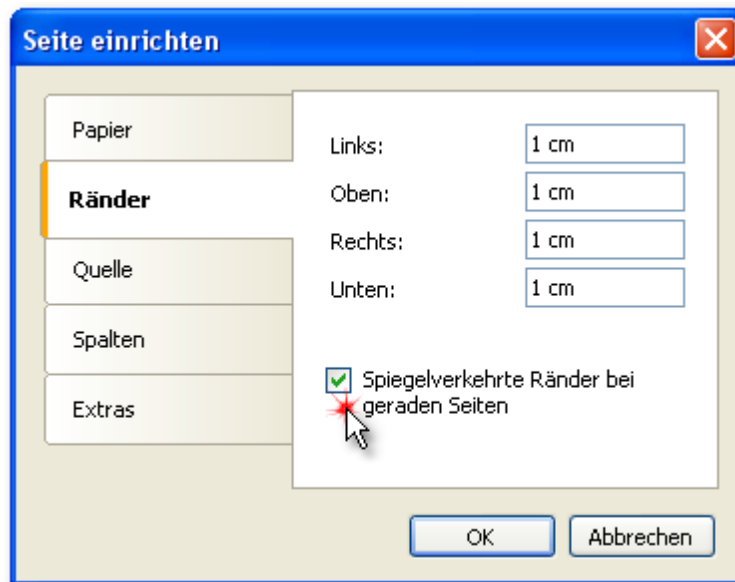 Seite einrichten
Papier
Ränder
Quelle
Spalten
Extras
Links: 1 cm
Oben: 1 cm
Rechts: 1 cm
Unten: 1 cm
Spiegelverkehrte Ränder bei
geraden Seiten
OK Abbrechen